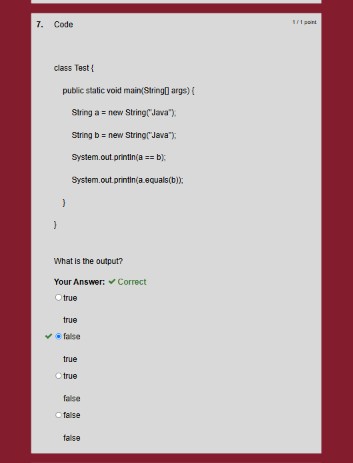 7. Code 1 / 1 point
class Test {
public static void main(String[] args) {
String a = new String("Java");
String b = new String("Java");
System.out.println(a == b);
System.out.println(a.equals(b));
}
}
What is the output?
Your Answer: ✔ Correct
true
true
false
true
true
false
false
false